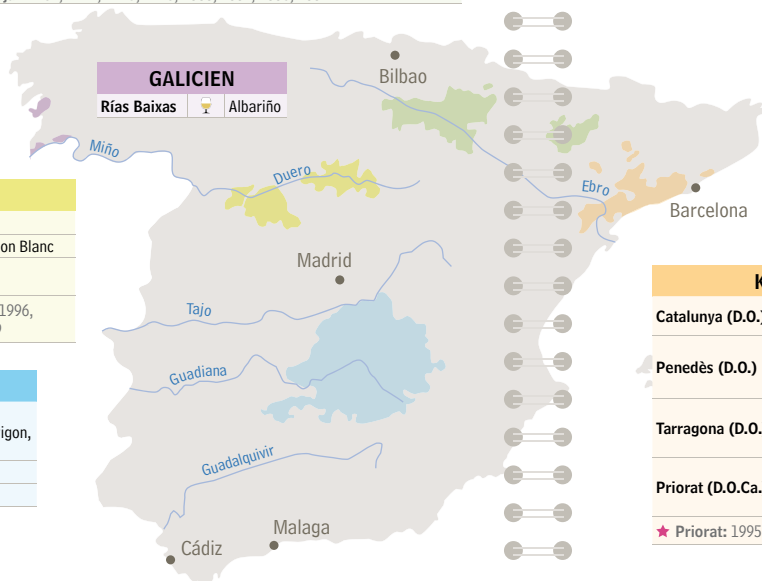 GALICIEN
Rías Baixas Albariño
Bilbao
Miño
Duero
Ebro
Barcelona
on Blanc
Madrid
1996,
Tajo
Catalunya (D.O.)
Guadiana
Penedès (D.O.)
igon,
Tarragona (D.O.
Guadalquivir
Priorat (D.O.Ca.
Malaga
★ Priorat: 1995
Cádiz